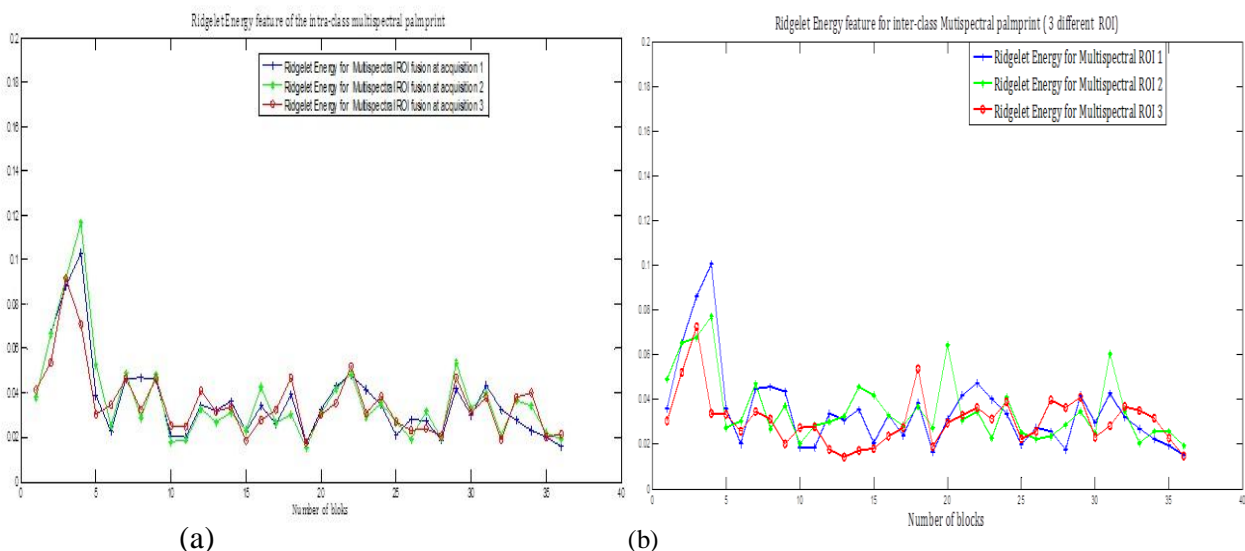 Ridgelet Energy feature of the intra-class multispectral palmprint
0.2
0.18
0.16
0.14
0.12
0.1
0.08
0.06
0.04
0.02
0
0 5 10 15 20 25 30 35 40
Number of bloks
Ridgelet Energy for Multispectral ROI fusion at acquisition 1
Ridgelet Energy for Multispectral ROI fusion at acquisition 2
Ridgelet Energy for Multispectral ROI fusion at acquisition 3
(a)
Ridgelet Energy feature for inter-class Mutispectral palmprint ( 3 different ROI)
0.2
0.18
0.16
0.14
0.12
0.1
0.08
0.06
0.04
0.02
0
0 5 10 15 20 25 30 35 40
Number of blocks
Ridgelet Energy for Multispectral ROI 1
Ridgelet Energy for Multispectral ROI 2
Ridgelet Energy for Multispectral ROI 3
(b)